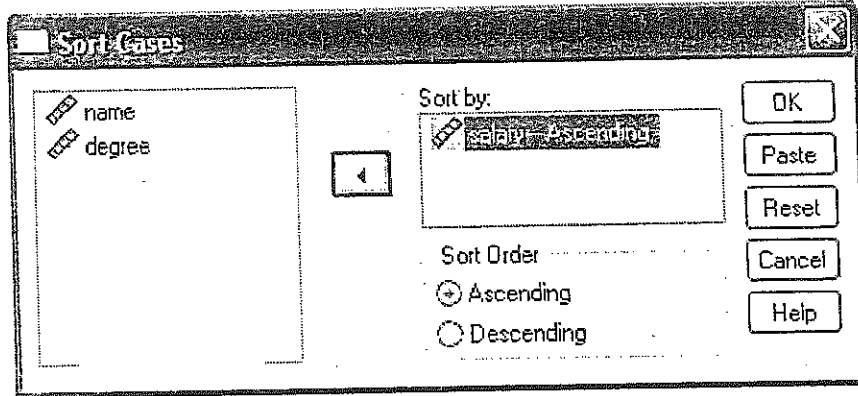 Sort Cases
name
degree
Sort by:
salary - Ascending
Sort Order
Ascending
Descending
OK
Paste
Reset
Cancel
Help